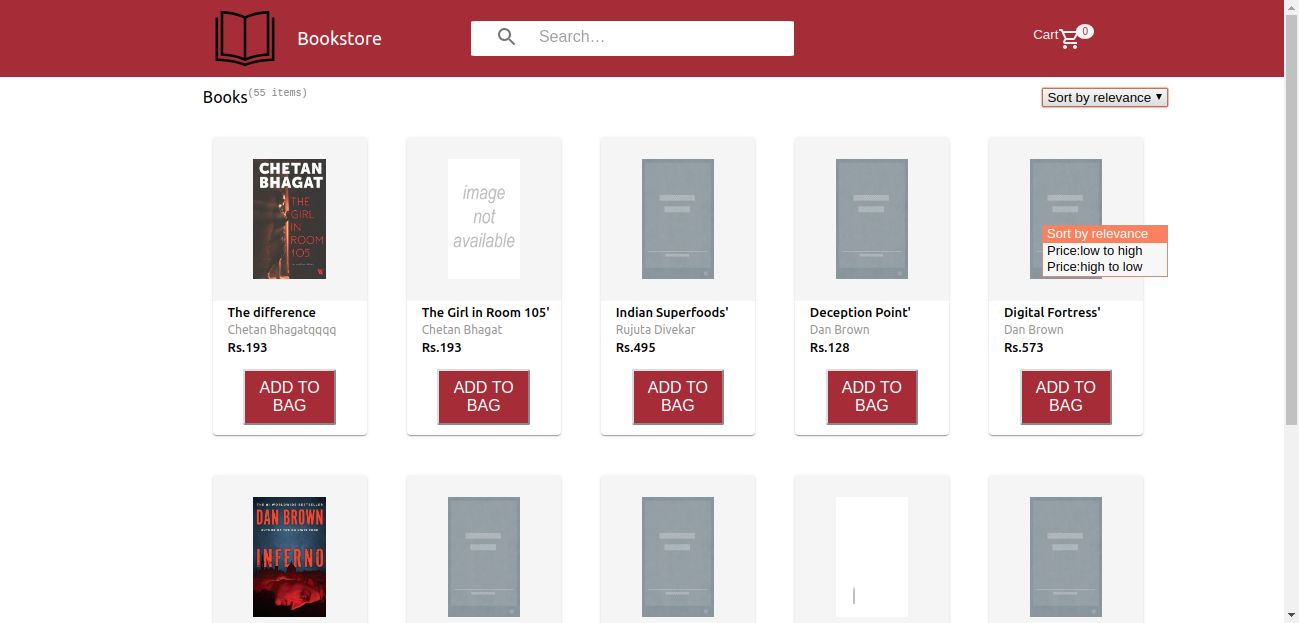 Bookstore
Search…
Cart 0
Books(55 items)
Sort by relevance
CHETAN
BHAGAT
THE
GIRL
IN
ROOM
105
image
not
available
Sort by relevance
Price:low to high
Price:high to low
The difference
Chetan Bhagatqqqq
Rs.193
ADD TO
BAG
The Girl in Room 105'
Chetan Bhagat
Rs.193
ADD TO
BAG
Indian Superfoods'
Rujuta Divekar
Rs.495
ADD TO
BAG
Deception Point'
Dan Brown
Rs.128
ADD TO
BAG
Digital Fortress'
Dan Brown
Rs.573
ADD TO
BAG
THE #1 WORLDWIDE BESTSELLER
DAN BROWN
INFERNO